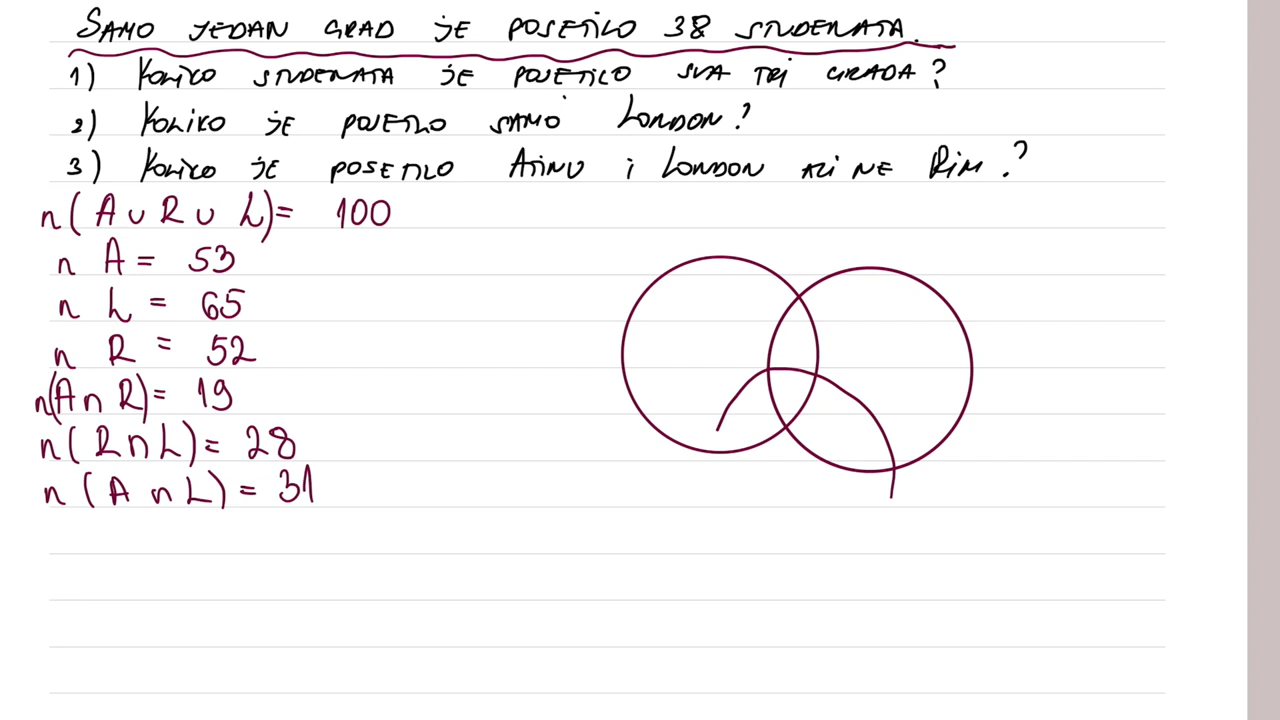 SAMO JEDAN GRAD JE POSETILO 38 STUDENATA.
1) KOLIKO STUDENATA JE POSETILO SVA TRI GRADA?
2) KOLIKO JE POSETILO SAMO LONDON?
3) KOLIKO JE POSETILO ATINU I LONDON ALI NE RIM?
n(A∪R∪L)= 100
n A = 53
n L = 65
n R = 52
n(A∩R)= 19
n(R∩L)= 28
n(A∩L)= 31